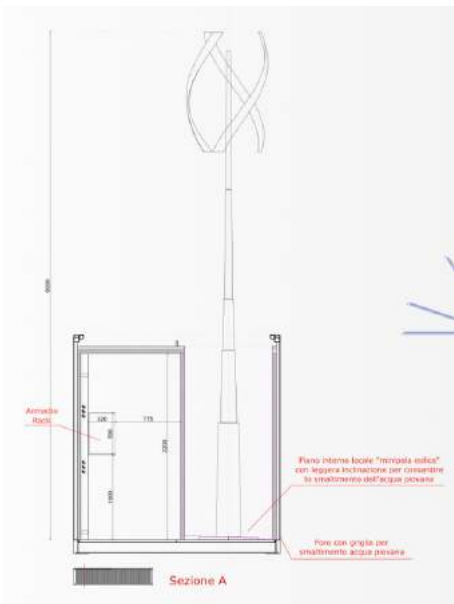 Armadio
Rack
715
2200
1000
Piano interno locale "minipala eolica"
con leggera inclinazione per consentire
lo smaltimento dell'acqua piovana
Foro con griglia per
smaltimento acqua piovana
Sezione A